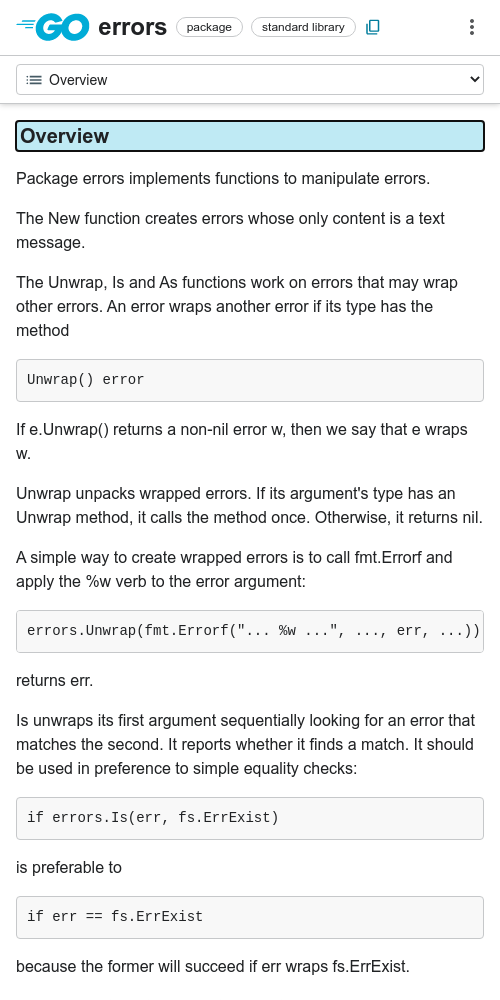 GO errors package standard library
Overview
Overview
Package errors implements functions to manipulate errors.
The New function creates errors whose only content is a text
message.
The Unwrap, Is and As functions work on errors that may wrap
other errors. An error wraps another error if its type has the
method
Unwrap() error
If e.Unwrap() returns a non-nil error w, then we say that e wraps
w.
Unwrap unpacks wrapped errors. If its argument's type has an
Unwrap method, it calls the method once. Otherwise, it returns nil.
A simple way to create wrapped errors is to call fmt.Errorf and
apply the %w verb to the error argument:
errors.Unwrap(fmt.Errorf("... %w ...", ..., err, ...))
returns err.
Is unwraps its first argument sequentially looking for an error that
matches the second. It reports whether it finds a match. It should
be used in preference to simple equality checks:
if errors.Is(err, fs.ErrExist)
is preferable to
if err == fs.ErrExist
because the former will succeed if err wraps fs.ErrExist.